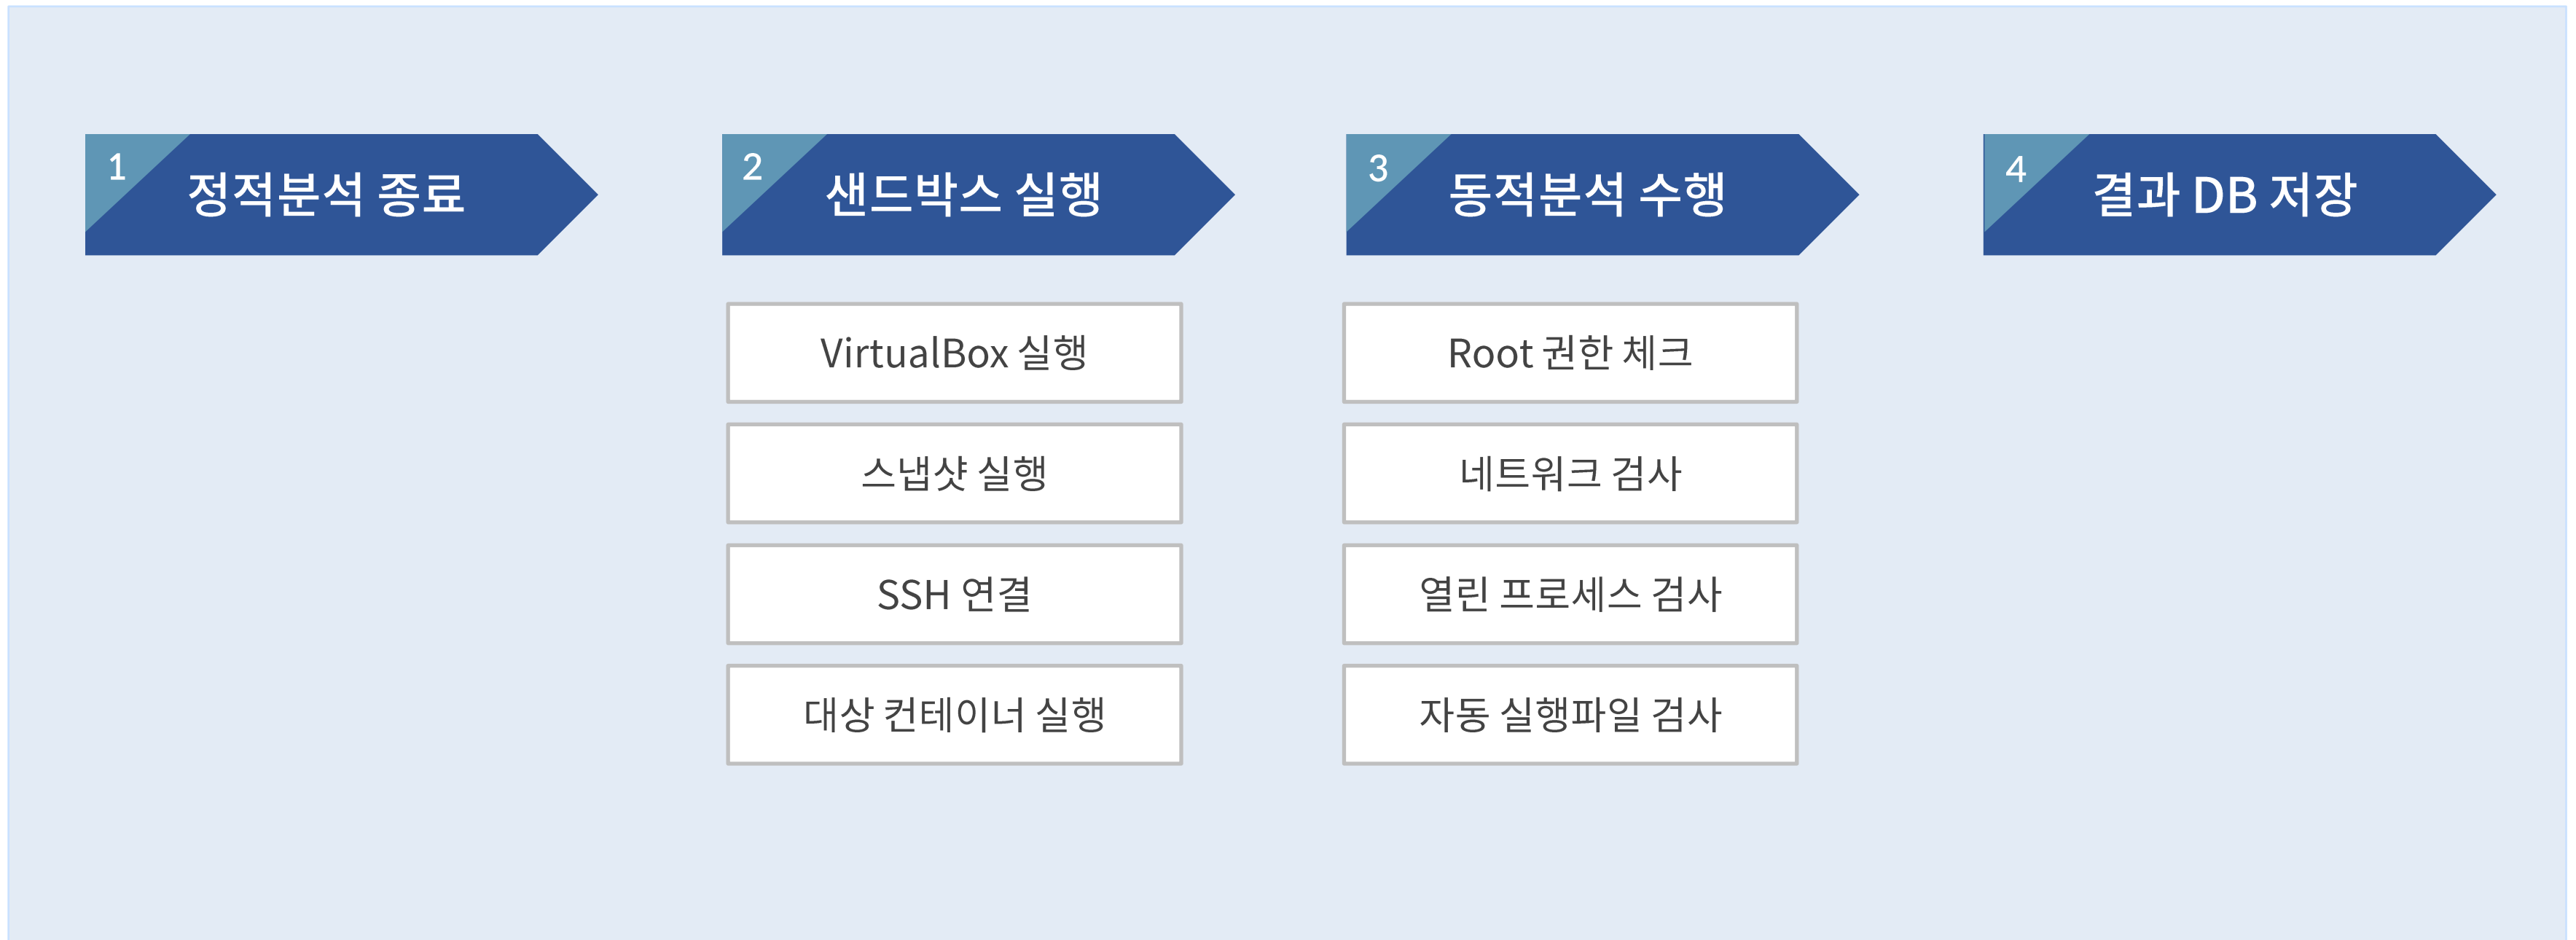 1
정적분석 종료
2
샌드박스 실행
VirtualBox 실행
스냅샷 실행
SSH 연결
대상 컨테이너 실행
3
동적분석 수행
Root 권한 체크
네트워크 검사
열린 프로세스 검사
자동 실행파일 검사
4
결과 DB 저장